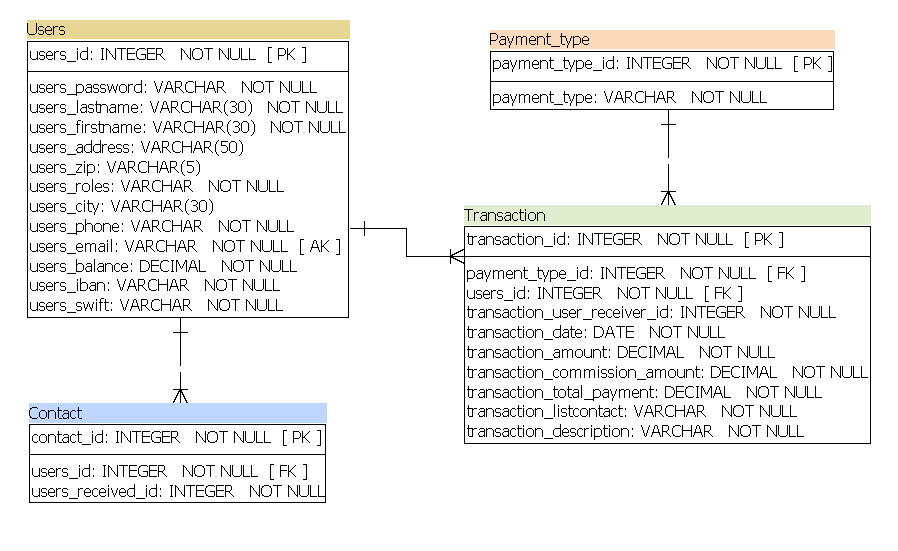 Users
users_id: INTEGER NOT NULL [ PK ]
users_password: VARCHAR NOT NULL
users_lastname: VARCHAR(30) NOT NULL
users_firstname: VARCHAR(30) NOT NULL
users_address: VARCHAR(50)
users_zip: VARCHAR(5)
users_roles: VARCHAR NOT NULL
users_city: VARCHAR(30)
users_phone: VARCHAR NOT NULL
users_email: VARCHAR NOT NULL [ AK ]
users_balance: DECIMAL NOT NULL
users_iban: VARCHAR NOT NULL
users_swift: VARCHAR NOT NULL
Payment_type
payment_type_id: INTEGER NOT NULL [ PK ]
payment_type: VARCHAR NOT NULL
Transaction
transaction_id: INTEGER NOT NULL [ PK ]
payment_type_id: INTEGER NOT NULL [ FK ]
users_id: INTEGER NOT NULL [ FK ]
transaction_user_receiver_id: INTEGER NOT NULL
transaction_date: DATE NOT NULL
transaction_amount: DECIMAL NOT NULL
transaction_commission_amount: DECIMAL NOT NULL
transaction_total_payment: DECIMAL NOT NULL
transaction_listcontact: VARCHAR NOT NULL
transaction_description: VARCHAR NOT NULL
Contact
contact_id: INTEGER NOT NULL [ PK ]
users_id: INTEGER NOT NULL [ FK ]
users_received_id: INTEGER NOT NULL